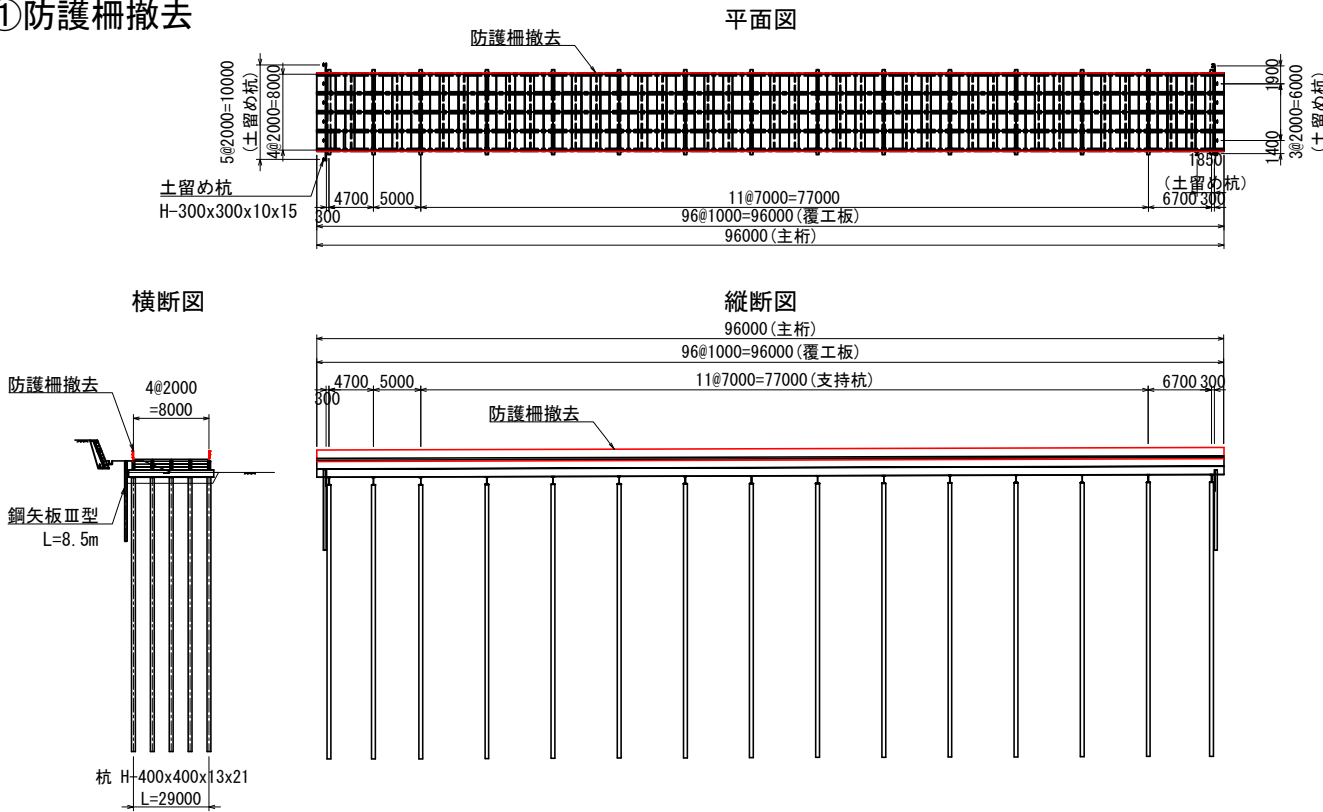 ①防護柵撤去
平面図
防護柵撤去
5@2000=10000
(土留め杭)
4@2000=8000
1900
3@2000=6000
(土留め杭)
1400
1850
(土留め杭)
土留め杭
H-300x300x10x15
300
4700
5000
11@7000=77000
6700
300
96@1000=96000(覆工板)
96000(主桁)
横断図
縦断図
96000(主桁)
96@1000=96000(覆工板)
300
4700
5000
11@7000=77000(支持杭)
6700
300
防護柵撤去
防護柵撤去
4@2000
=8000
鋼矢板Ⅲ型
L=8.5m
杭 H-400x400x13x21
L=29000